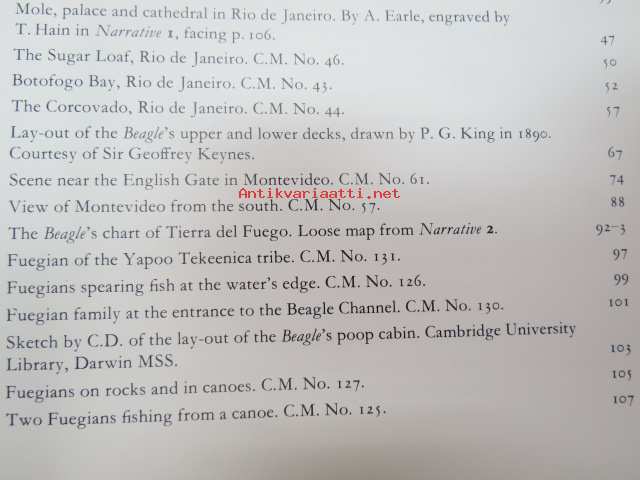 Mole, palace and cathedral in Rio de Janeiro. By A. Earle, engraved by
T. Hain in Narrative 1, facing p. 106. 47
The Sugar Loaf, Rio de Janeiro. C.M. No. 46. 50
Botofogo Bay, Rio de Janeiro. C.M. No. 43. 52
The Corcovado, Rio de Janeiro. C.M. No. 44. 57
Lay-out of the Beagle's upper and lower decks, drawn by P. G. King in 1890.
Courtesy of Sir Geoffrey Keynes. 67
Scene near the English Gate in Montevideo. C.M. No. 61. 74
Antikvariaatti.net
View of Montevideo from the south. C.M. No. 57. 88
The Beagle's chart of Tierra del Fuego. Loose map from Narrative 2. 92–3
Fuegian of the Yapoo Tekeenica tribe. C.M. No. 131. 97
Fuegians spearing fish at the water's edge. C.M. No. 126. 99
Fuegian family at the entrance to the Beagle Channel. C.M. No. 130. 101
Sketch by C.D. of the lay-out of the Beagle's poop cabin. Cambridge University
Library, Darwin MSS. 103
Fuegians on rocks and in canoes. C.M. No. 127. 105
Two Fuegians fishing from a canoe. C.M. No. 125. 107